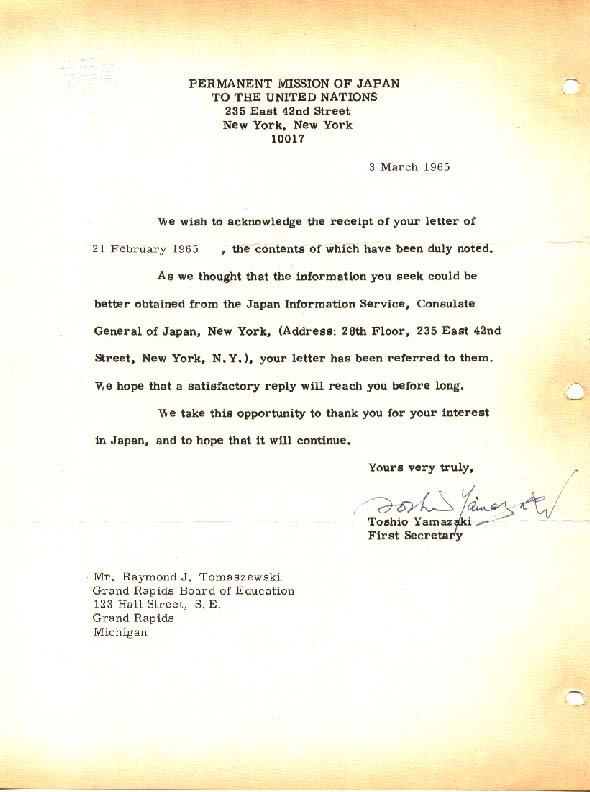 PERMANENT MISSION OF JAPAN
TO THE UNITED NATIONS
235 East 42nd Street
New York, New York
10017
3 March 1965
We wish to acknowledge the receipt of your letter of
21 February 1965 , the contents of which have been duly noted.
As we thought that the information you seek could be
better obtained from the Japan Information Service, Consulate
General of Japan, New York, (Address: 28th Floor, 235 East 42nd
Street, New York, N.Y.), your letter has been referred to them.
We hope that a satisfactory reply will reach you before long.
We take this opportunity to thank you for your interest
in Japan, and to hope that it will continue.
Yours very truly,
Toshio Yamazaki
Toshio Yamazaki
First Secretary
Mr. Raymond J. Tomaszewski
Grand Rapids Board of Education
123 Hall Street, S. E.
Grand Rapids
Michigan